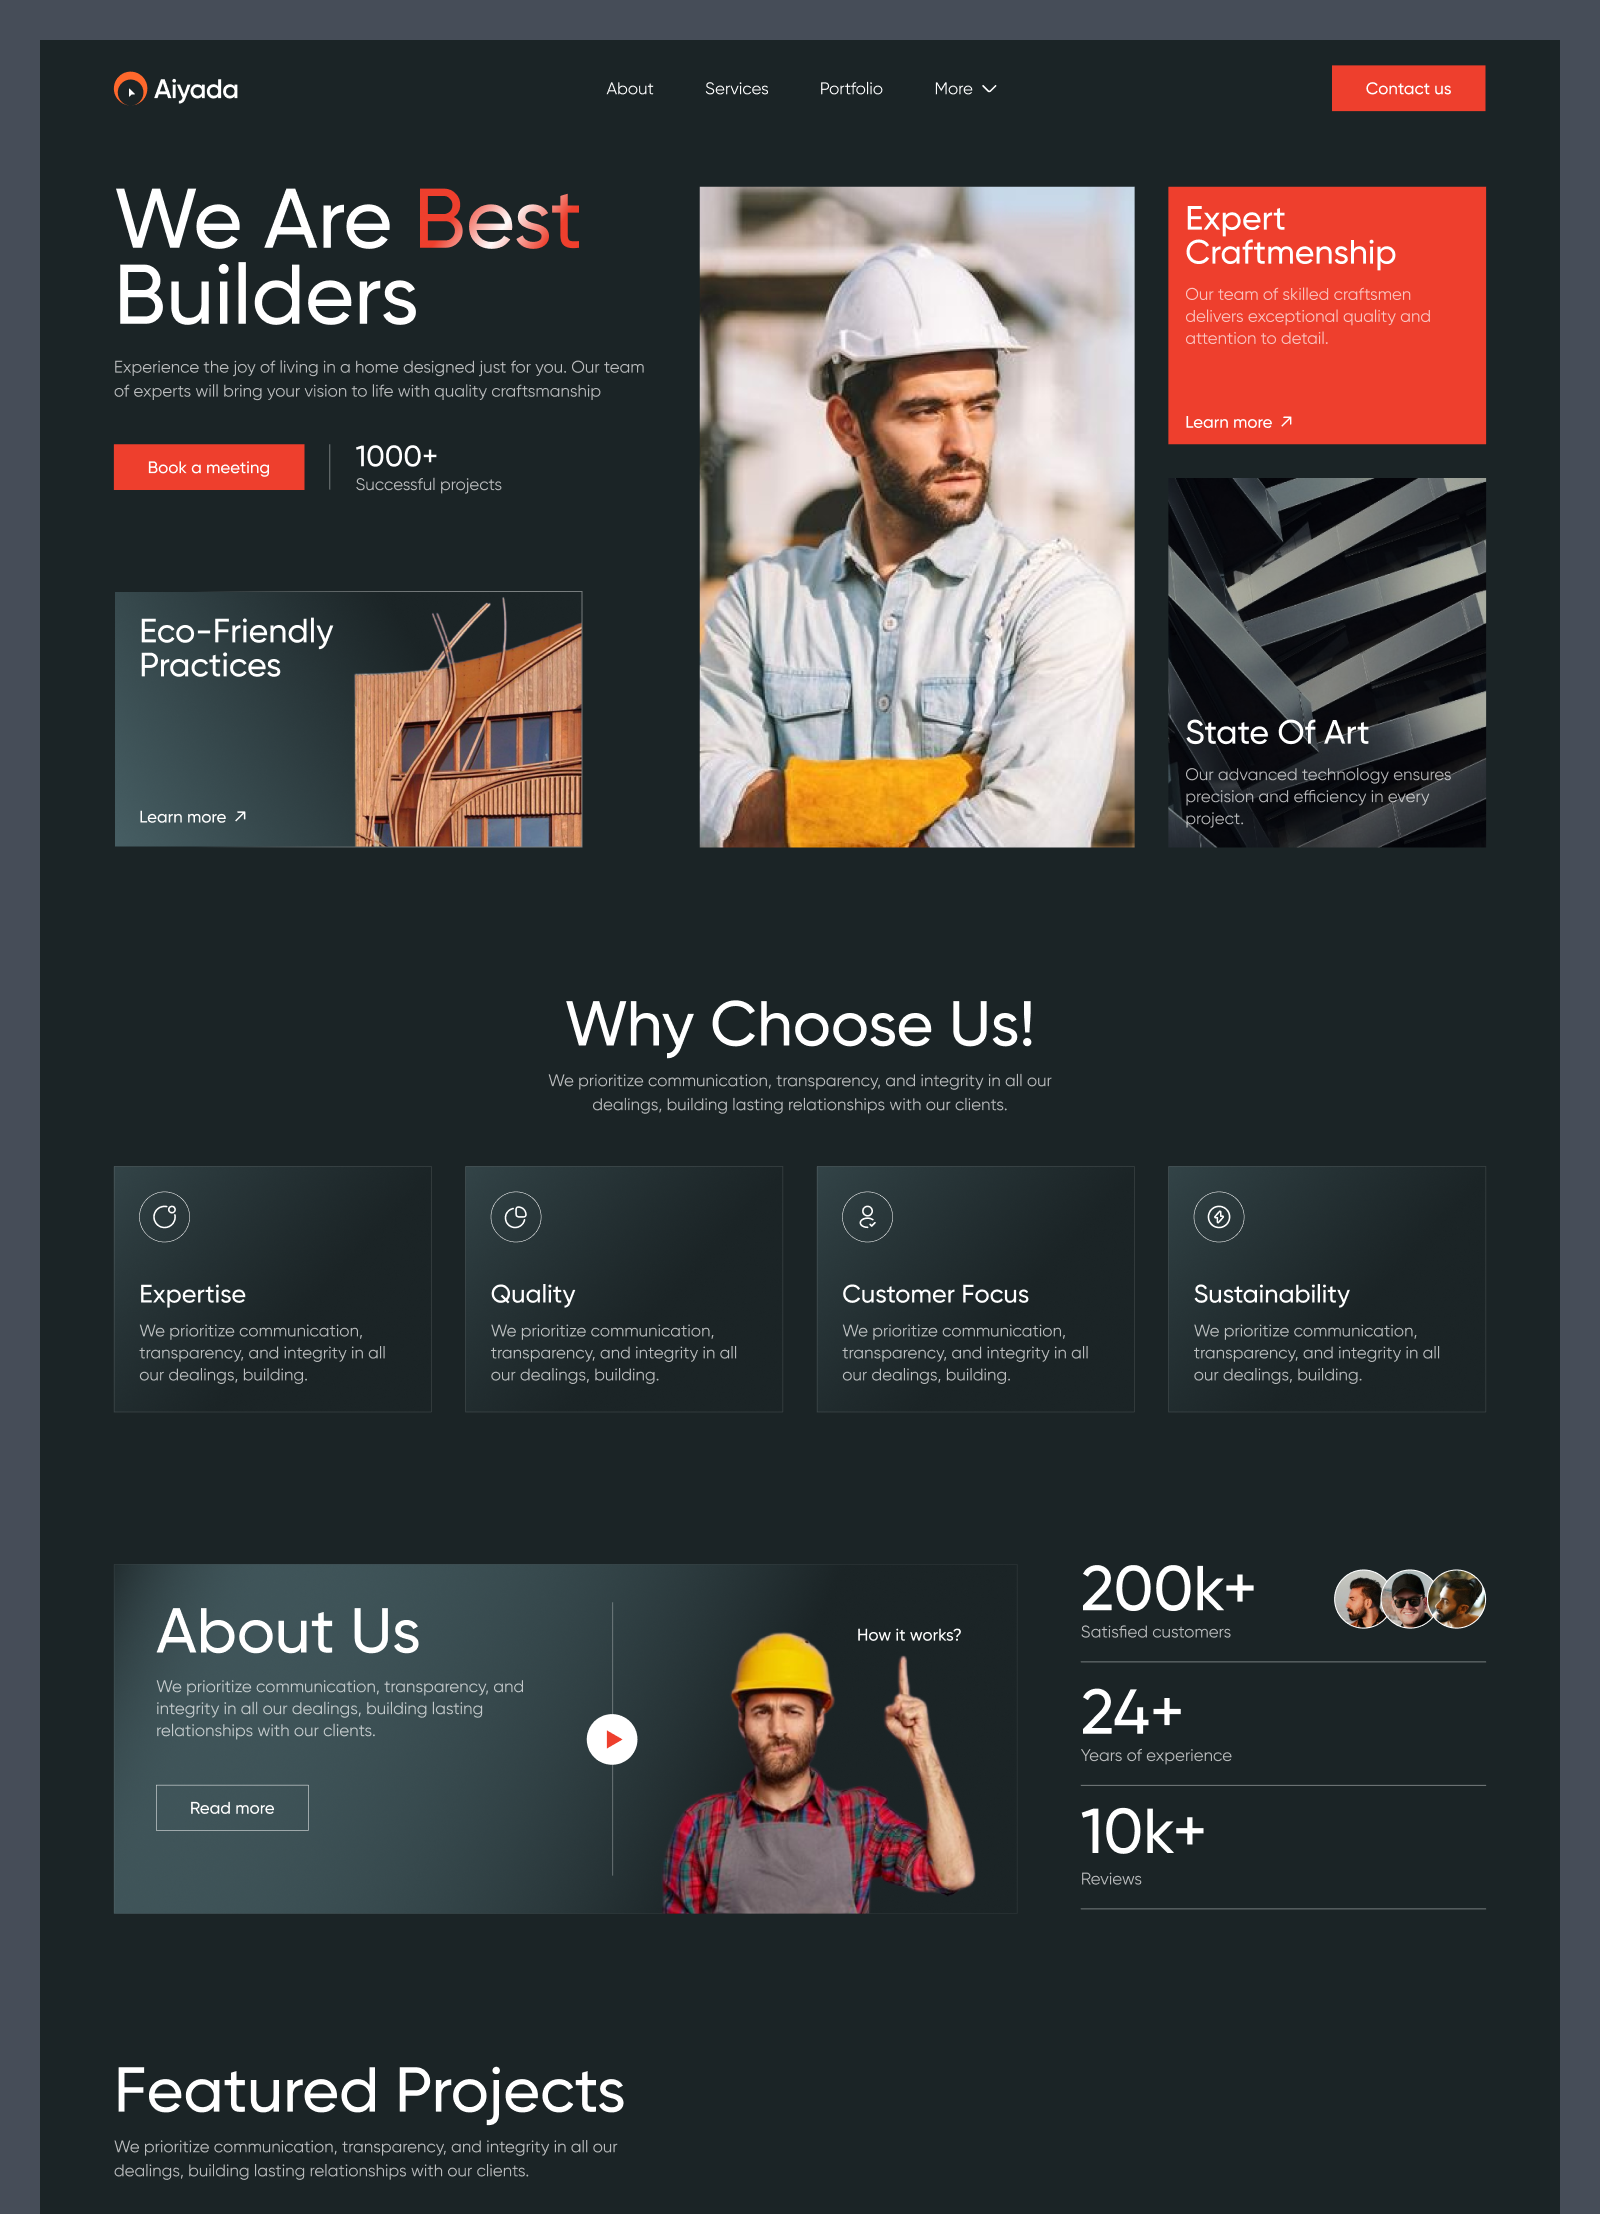 Aiyada
About
Services
Portfolio
More
Contact us
We Are Best
Builders
Experience the joy of living in a home designed just for you. Our team
of experts will bring your vision to life with quality craftsmanship
Book a meeting
1000+
Successful projects
Eco-Friendly
Practices
Learn more
Expert
Craftmenship
Our team of skilled craftsmen
delivers exceptional quality and
attention to detail.
Learn more
State Of Art
Our advanced technology ensures
precision and efficiency in every
project.
Why Choose Us!
We prioritize communication, transparency, and integrity in all our
dealings, building lasting relationships with our clients.
Expertise
We prioritize communication,
transparency, and integrity in all
our dealings, building.
Quality
We prioritize communication,
transparency, and integrity in all
our dealings, building.
Customer Focus
We prioritize communication,
transparency, and integrity in all
our dealings, building.
Sustainability
We prioritize communication,
transparency, and integrity in all
our dealings, building.
About Us
We prioritize communication, transparency, and
integrity in all our dealings, building lasting
relationships with our clients.
Read more
How it works?
200k+
Satisfied customers
24+
Years of experience
10k+
Reviews
Featured Projects
We prioritize communication, transparency, and integrity in all our
dealings, building lasting relationships with our clients.